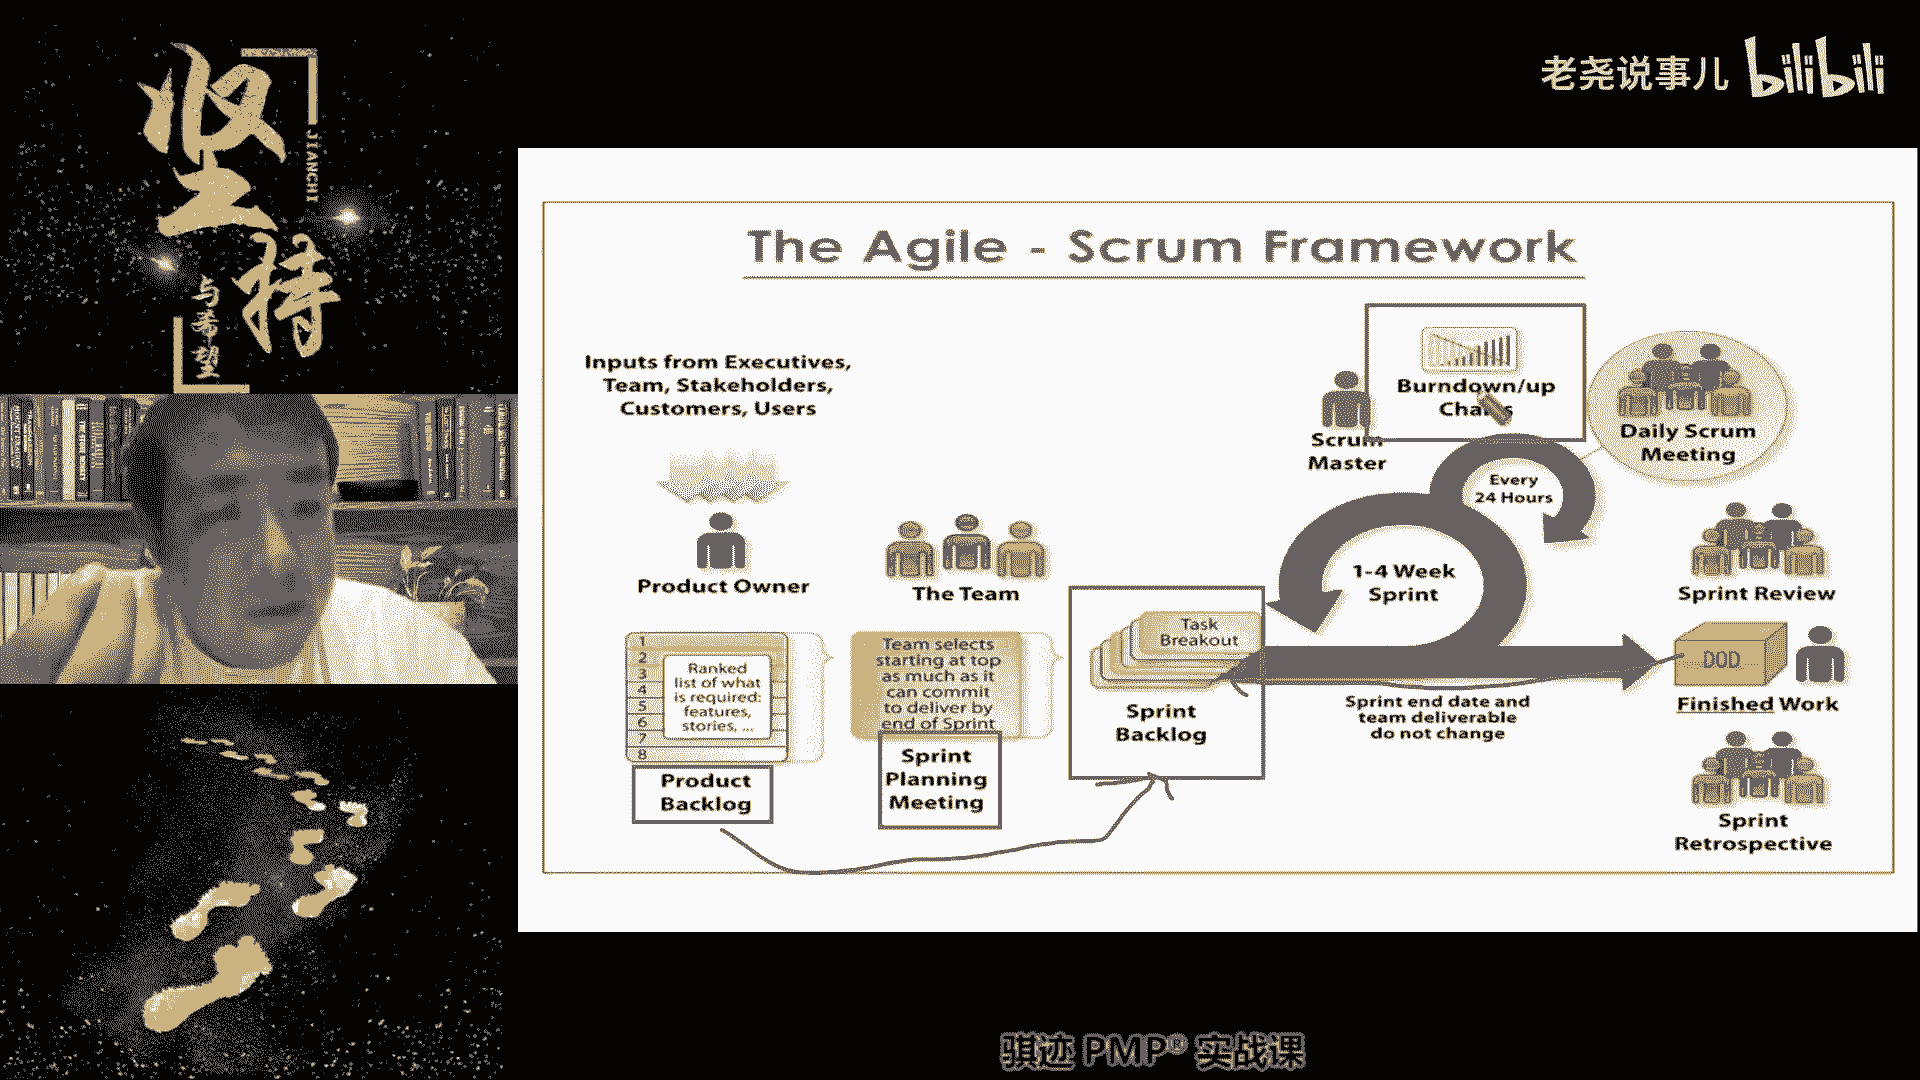 坚持
JIANCHI
与希望
老尧说事儿 bilibili
The Agile - Scrum Framework
Inputs from Executives,
Team, Stakeholders,
Customers, Users
Product Owner
The Team
1
2
3
4
5
6
7
8
Ranked
list of what
is required:
features,
stories, ...
Product
Backlog
Team selects
starting at top
as much as it
can commit
to deliver by
end of Sprint
Sprint
Planning
Meeting
Task
Breakout
Sprint
Backlog
Scrum
Master
Burndown/up
Charts
Every
24 Hours
Daily Scrum
Meeting
1-4 Week
Sprint
Sprint end date and
team deliverable
do not change
Sprint Review
DOD
Finished Work
Sprint
Retrospective
骐迹 PMP® 实战课